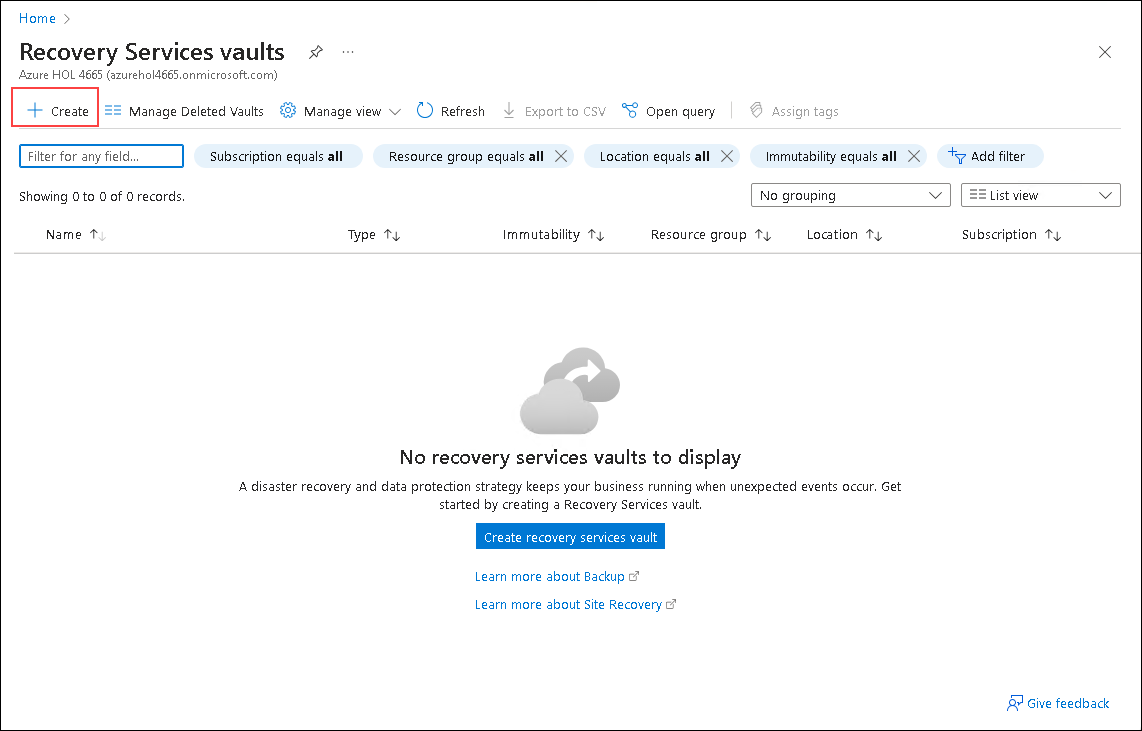 Home
Recovery Services vaults
Azure HOL 4665 (azurehol4665.onmicrosoft.com)
Create Manage Deleted Vaults Manage view Refresh Export to CSV Open query Assign tags
Filter for any field... Subscription equals all Resource group equals all Location equals all Immutability equals all Add filter
Showing 0 to 0 of 0 records. No grouping List view
Name Type Immutability Resource group Location Subscription
No recovery services vaults to display
A disaster recovery and data protection strategy keeps your business running when unexpected events occur. Get
started by creating a Recovery Services vault.
Create recovery services vault
Learn more about Backup
Learn more about Site Recovery
Give feedback